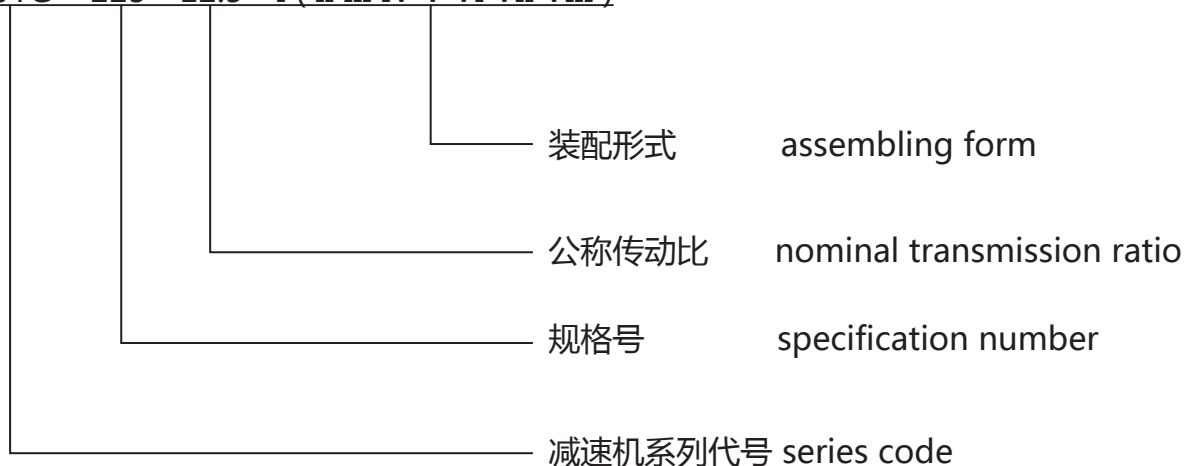 装配形式 assembling form
公称传动比 nominal transmission ratio
规格号 specification number
减速机系列代号 series code